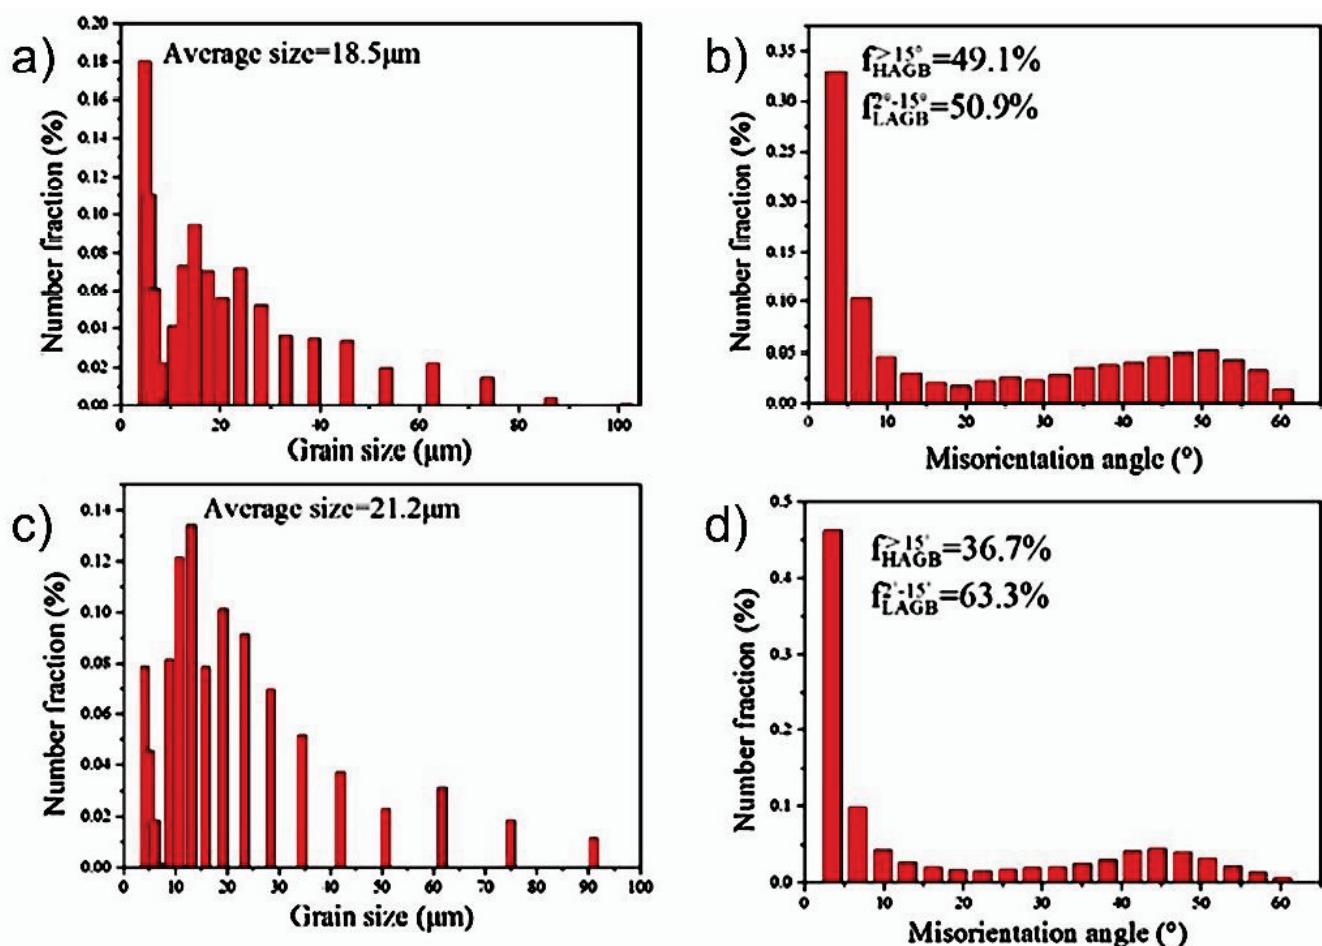 a)
Average size=18.5μm
Number fraction (%)
0.20
0.18
0.16
0.14
0.12
0.10
0.08
0.06
0.04
0.02
0.00
0 20 40 60 80 100
Grain size (μm)
b)
f>15°HAGB=49.1%
f2°-15°LAGB=50.9%
Number fraction (%)
0.35
0.30
0.25
0.20
0.15
0.10
0.05
0.00
0 10 20 30 40 50 60
Misorientation angle (°)
c)
Average size=21.2μm
Number fraction (%)
0.14
0.12
0.10
0.08
0.06
0.04
0.02
0.00
0 10 20 30 40 50 60 70 80 90 100
Grain size (μm)
d)
f>15°HAGB=36.7%
f2°-15°LAGB=63.3%
Number fraction (%)
0.5
0.4
0.3
0.2
0.1
0.0
0 10 20 30 40 50 60
Misorientation angle (°)